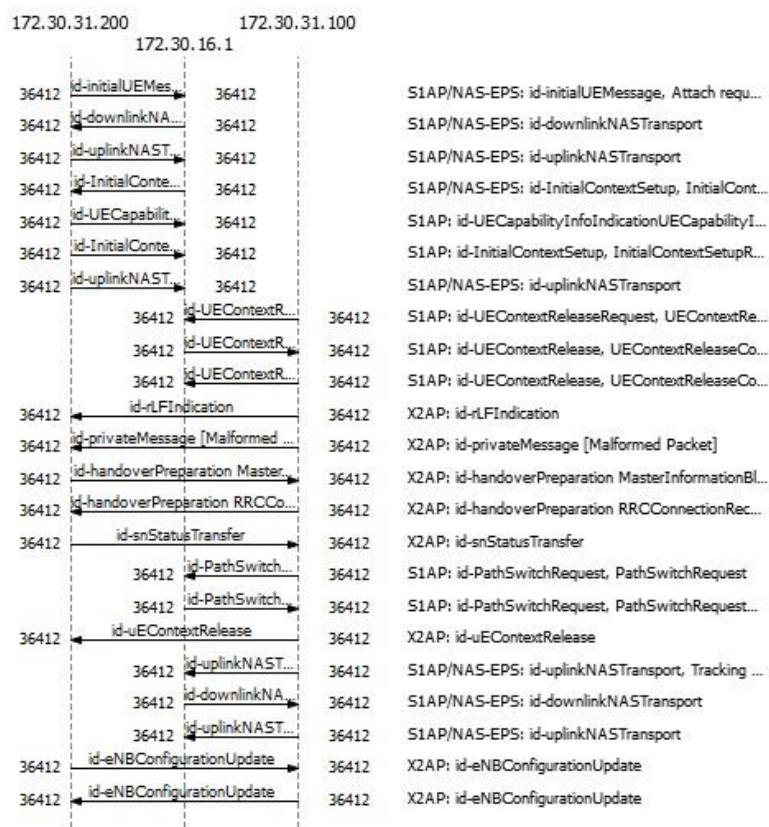 172.30.31.200 172.30.31.100
172.30.16.1
36412 id-initialUEMes... 36412 S1AP/NAS-EPS: id-initialUEMessage, Attach requ...
36412 id-downlinkNA... 36412 S1AP/NAS-EPS: id-downlinkNASTransport
36412 id-uplinkNAST... 36412 S1AP/NAS-EPS: id-uplinkNASTransport
36412 id-InitialConte... 36412 S1AP/NAS-EPS: id-InitialContextSetup, InitialCont...
36412 id-UECapabilit... 36412 S1AP: id-UECapabilityInfoIndicationUECapabilityI...
36412 id-InitialConte... 36412 S1AP: id-InitialContextSetup, InitialContextSetupR...
36412 id-uplinkNAST... 36412 S1AP/NAS-EPS: id-uplinkNASTransport
36412 id-UEContextR... 36412 S1AP: id-UEContextReleaseRequest, UEContextRe...
36412 id-UEContextR... 36412 S1AP: id-UEContextRelease, UEContextReleaseCo...
36412 id-UEContextR... 36412 S1AP: id-UEContextRelease, UEContextReleaseCo...
36412 id-rLFIndication 36412 X2AP: id-rLFIndication
36412 id-privateMessage [Malformed ... 36412 X2AP: id-privateMessage [Malformed Packet]
36412 id-handoverPreparation Master... 36412 X2AP: id-handoverPreparation MasterInformationBl...
36412 id-handoverPreparation RRCCo... 36412 X2AP: id-handoverPreparation RRCConnectionRec...
36412 id-snStatusTransfer 36412 X2AP: id-snStatusTransfer
36412 id-PathSwitch... 36412 S1AP: id-PathSwitchRequest, PathSwitchRequest
36412 id-PathSwitch... 36412 S1AP: id-PathSwitchRequest, PathSwitchRequest...
36412 id-uEContextRelease 36412 X2AP: id-uEContextRelease
36412 id-uplinkNAST... 36412 S1AP/NAS-EPS: id-uplinkNASTransport, Tracking ...
36412 id-downlinkNA... 36412 S1AP/NAS-EPS: id-downlinkNASTransport
36412 id-uplinkNAST... 36412 S1AP/NAS-EPS: id-uplinkNASTransport
36412 id-eNBConfigurationUpdate 36412 X2AP: id-eNBConfigurationUpdate
36412 id-eNBConfigurationUpdate 36412 X2AP: id-eNBConfigurationUpdate